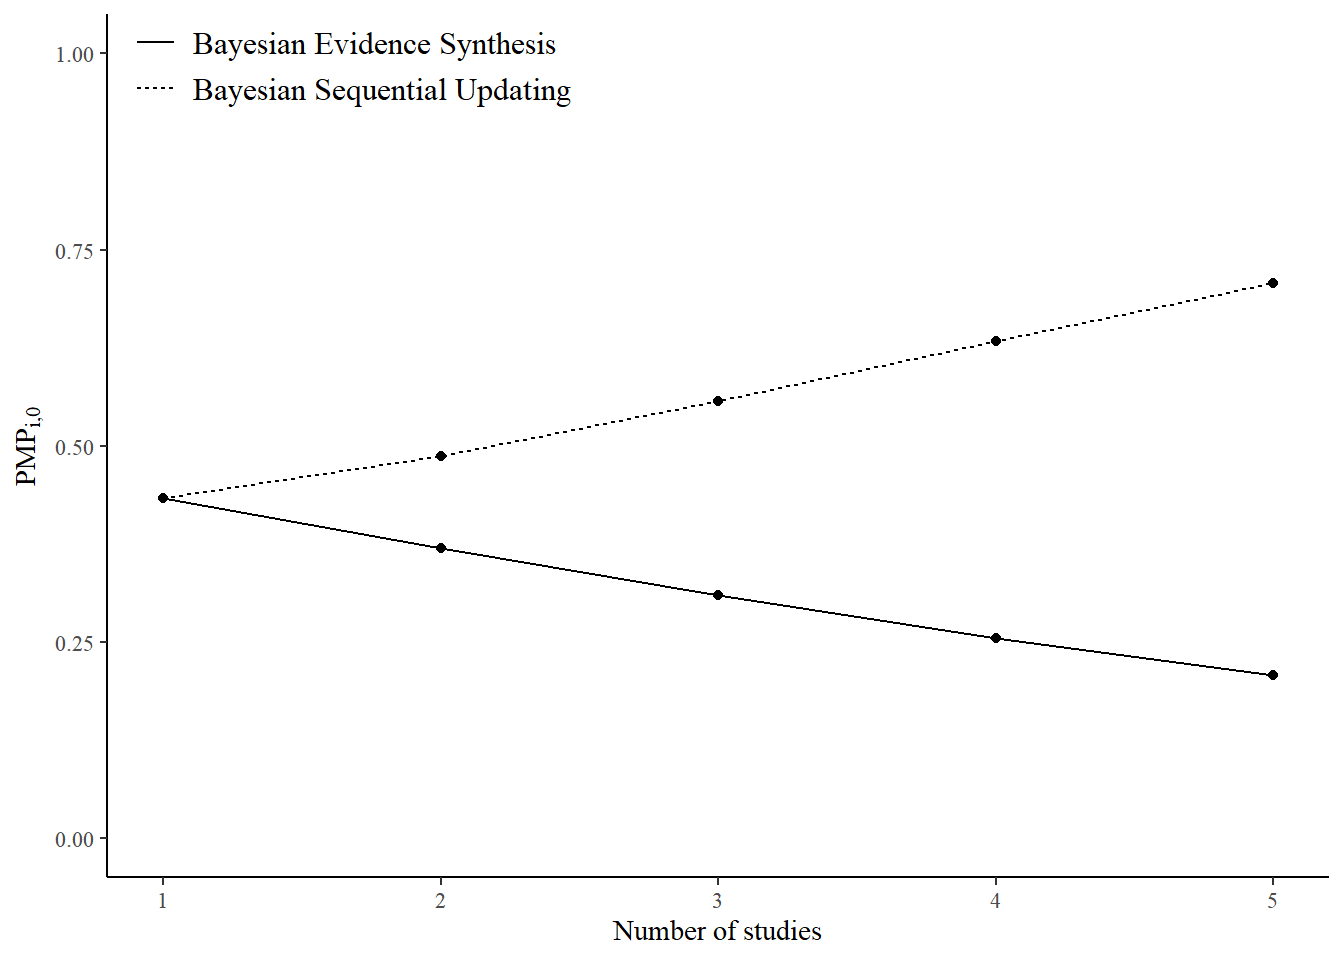 Bayesian Evidence Synthesis
Bayesian Sequential Updating
1.00
0.75
0.50
0.25
0.00
PMPi,0
1 2 3 4 5
Number of studies